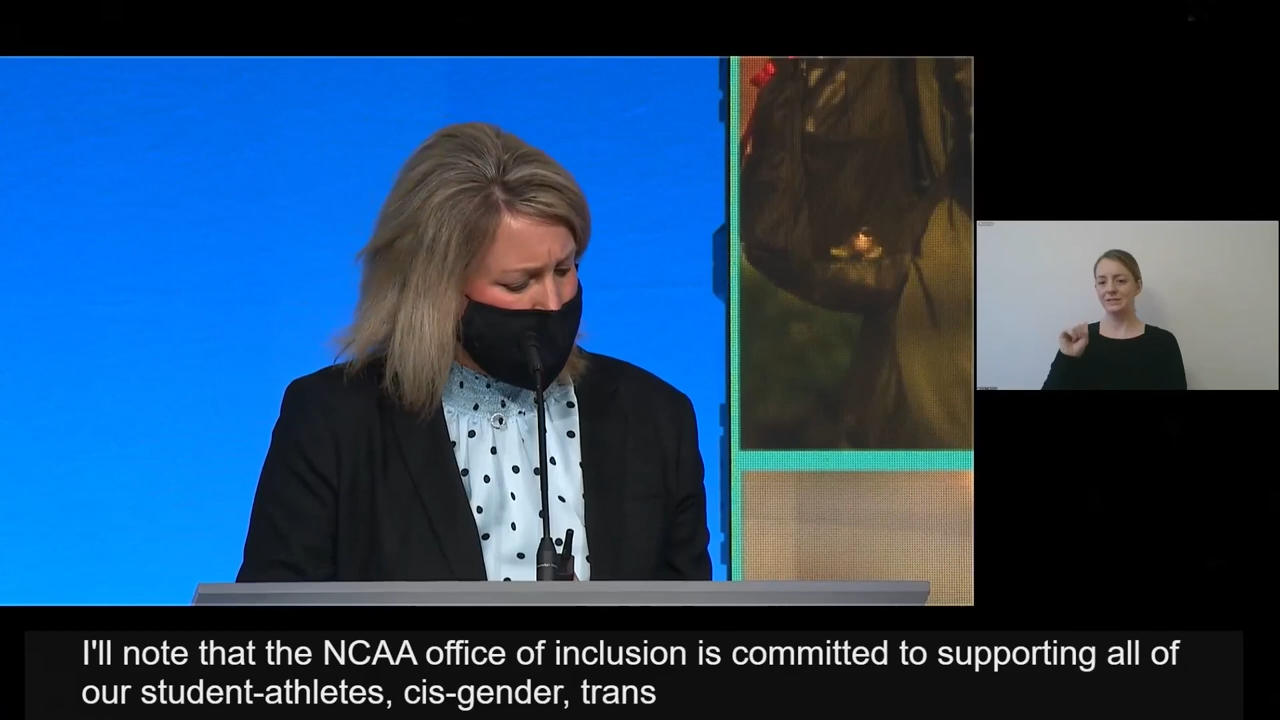 I'll note that the NCAA office of inclusion is committed to supporting all of
our student-athletes, cis-gender, trans